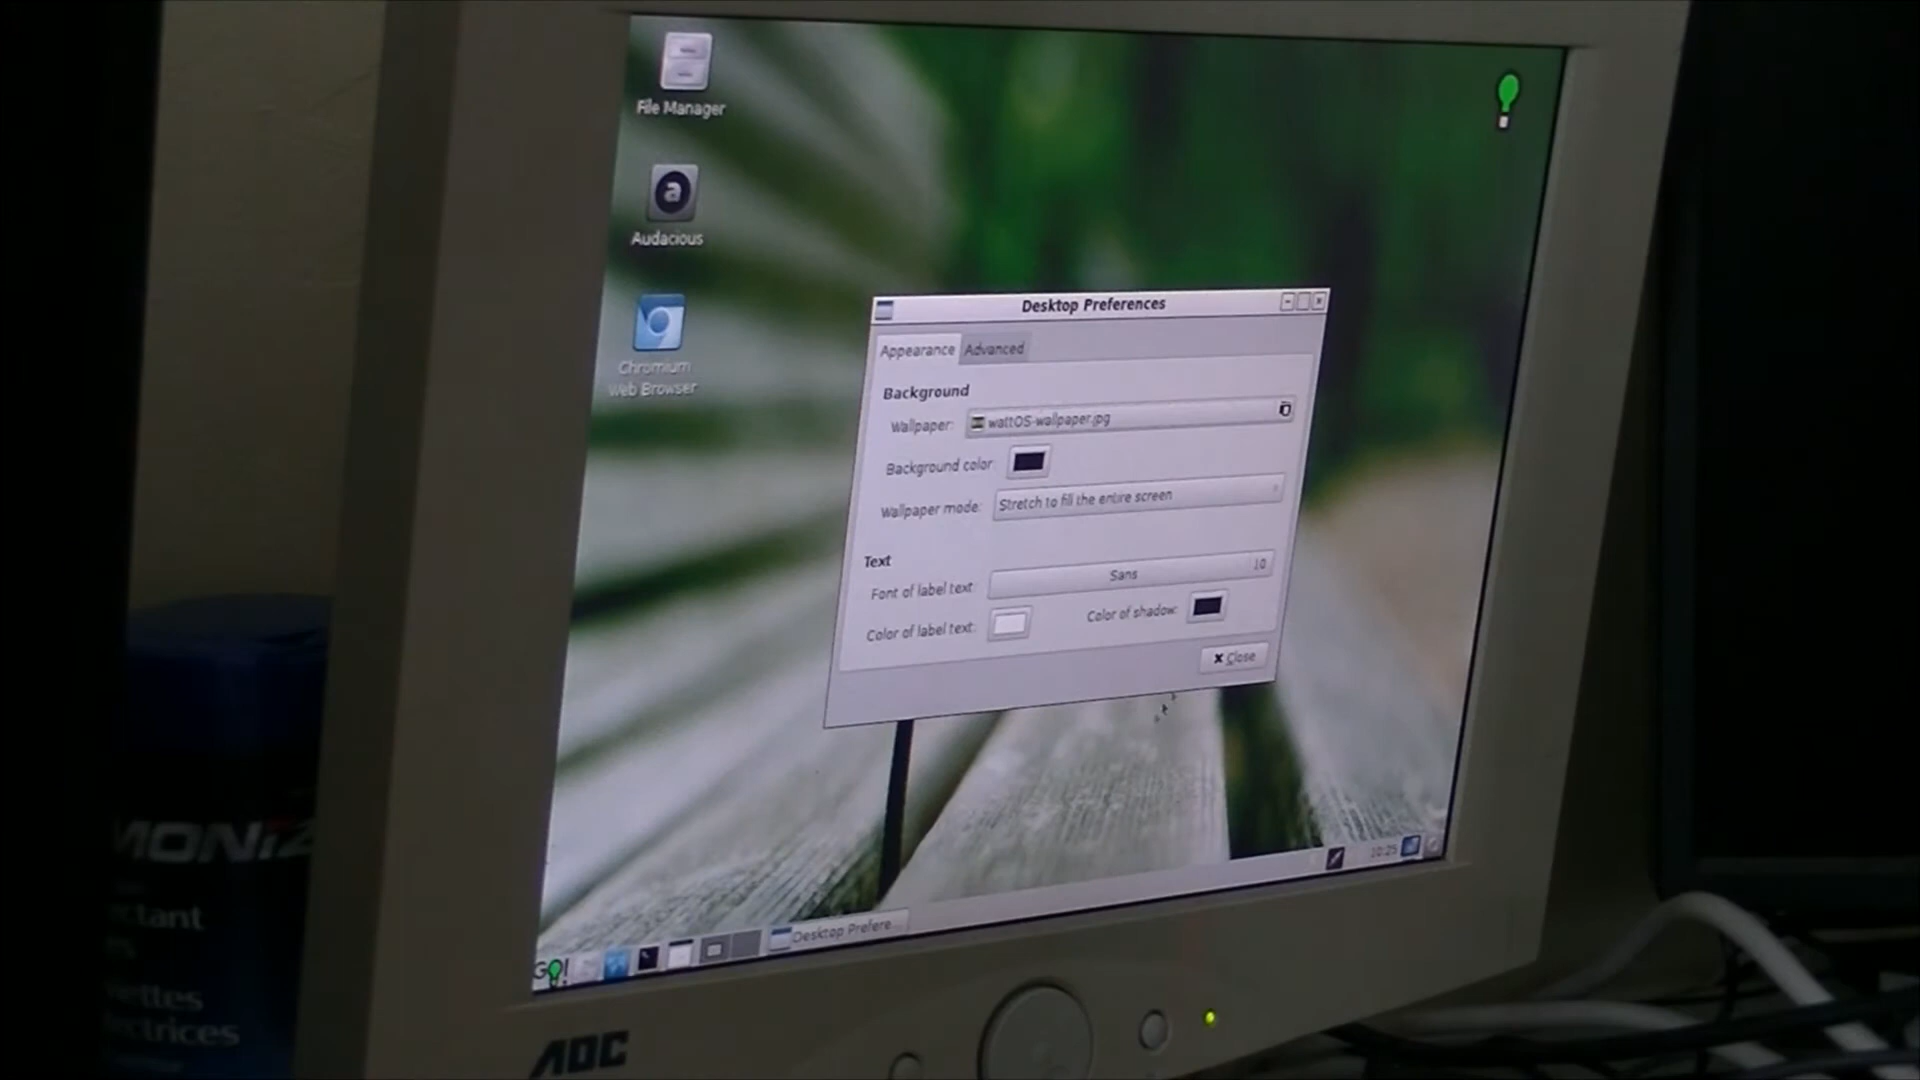 File Manager
Audacious
Chromium
Web Browser
Desktop Preferences
Appearance
Advanced
Background
Wallpaper:
wattOS-wallpaper.jpg
Background color:
Wallpaper mode:
Stretch to fill the entire screen
Text
Font of label text:
Sans
10
Color of label text:
Color of shadow:
Close
10:25
Desktop Prefere...
GO!
ADC